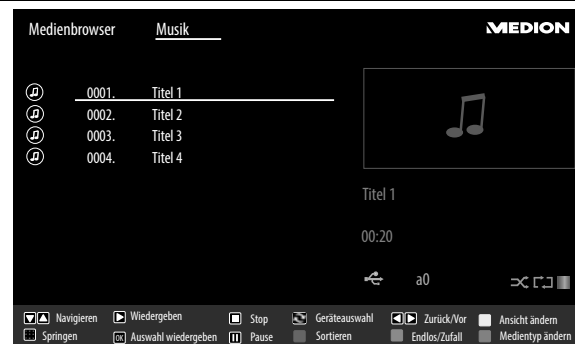 Medienbrowser Musik MEDION
0001. Titel 1
0002. Titel 2
0003. Titel 3
0004. Titel 4
Titel 1
00:20
a0
Navigieren Wiedergeben Stop Geräteauswahl Zurück/Vor Ansicht ändern
Springen OK Auswahl wiedergeben Pause Sortieren Endlos/Zufall Medientyp ändern